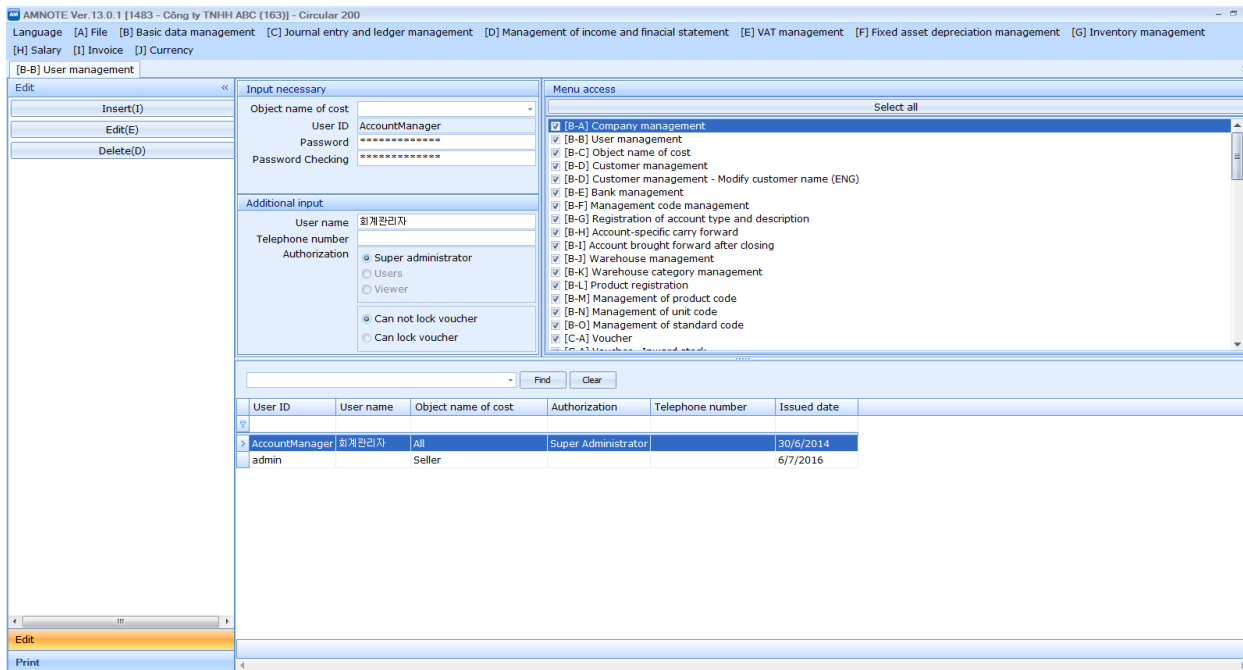 AMNOTE Ver.13.0.1 [1483 - Công ty TNHH ABC (163)] - Circular 200
Language [A] File [B] Basic data management [C] Journal entry and ledger management [D] Management of income and finacial statement [E] VAT management [F] Fixed asset depreciation management [G] Inventory management
[H] Salary [I] Invoice [J] Currency
[B-B] User management
Edit «
Insert(I)
Edit(E)
Delete(D)
Input necessary
Object name of cost
User ID AccountManager
Password *************
Password Checking *************
Additional input
User name 회계관리자
Telephone number
Authorization
Super administrator
Users
Viewer
Can not lock voucher
Can lock voucher
Menu access
Select all
[B-A] Company management
[B-B] User management
[B-C] Object name of cost
[B-D] Customer management
[B-D] Customer management - Modify customer name (ENG)
[B-E] Bank management
[B-F] Management code management
[B-G] Registration of account type and description
[B-H] Account-specific carry forward
[B-I] Account brought forward after closing
[B-J] Warehouse management
[B-K] Warehouse category management
[B-L] Product registration
[B-M] Management of product code
[B-N] Management of unit code
[B-O] Management of standard code
[C-A] Voucher
Find Clear
User ID User name Object name of cost Authorization Telephone number Issued date
AccountManager 회계관리자 All Super Administrator 30/6/2014
admin Seller 6/7/2016
Edit
Print